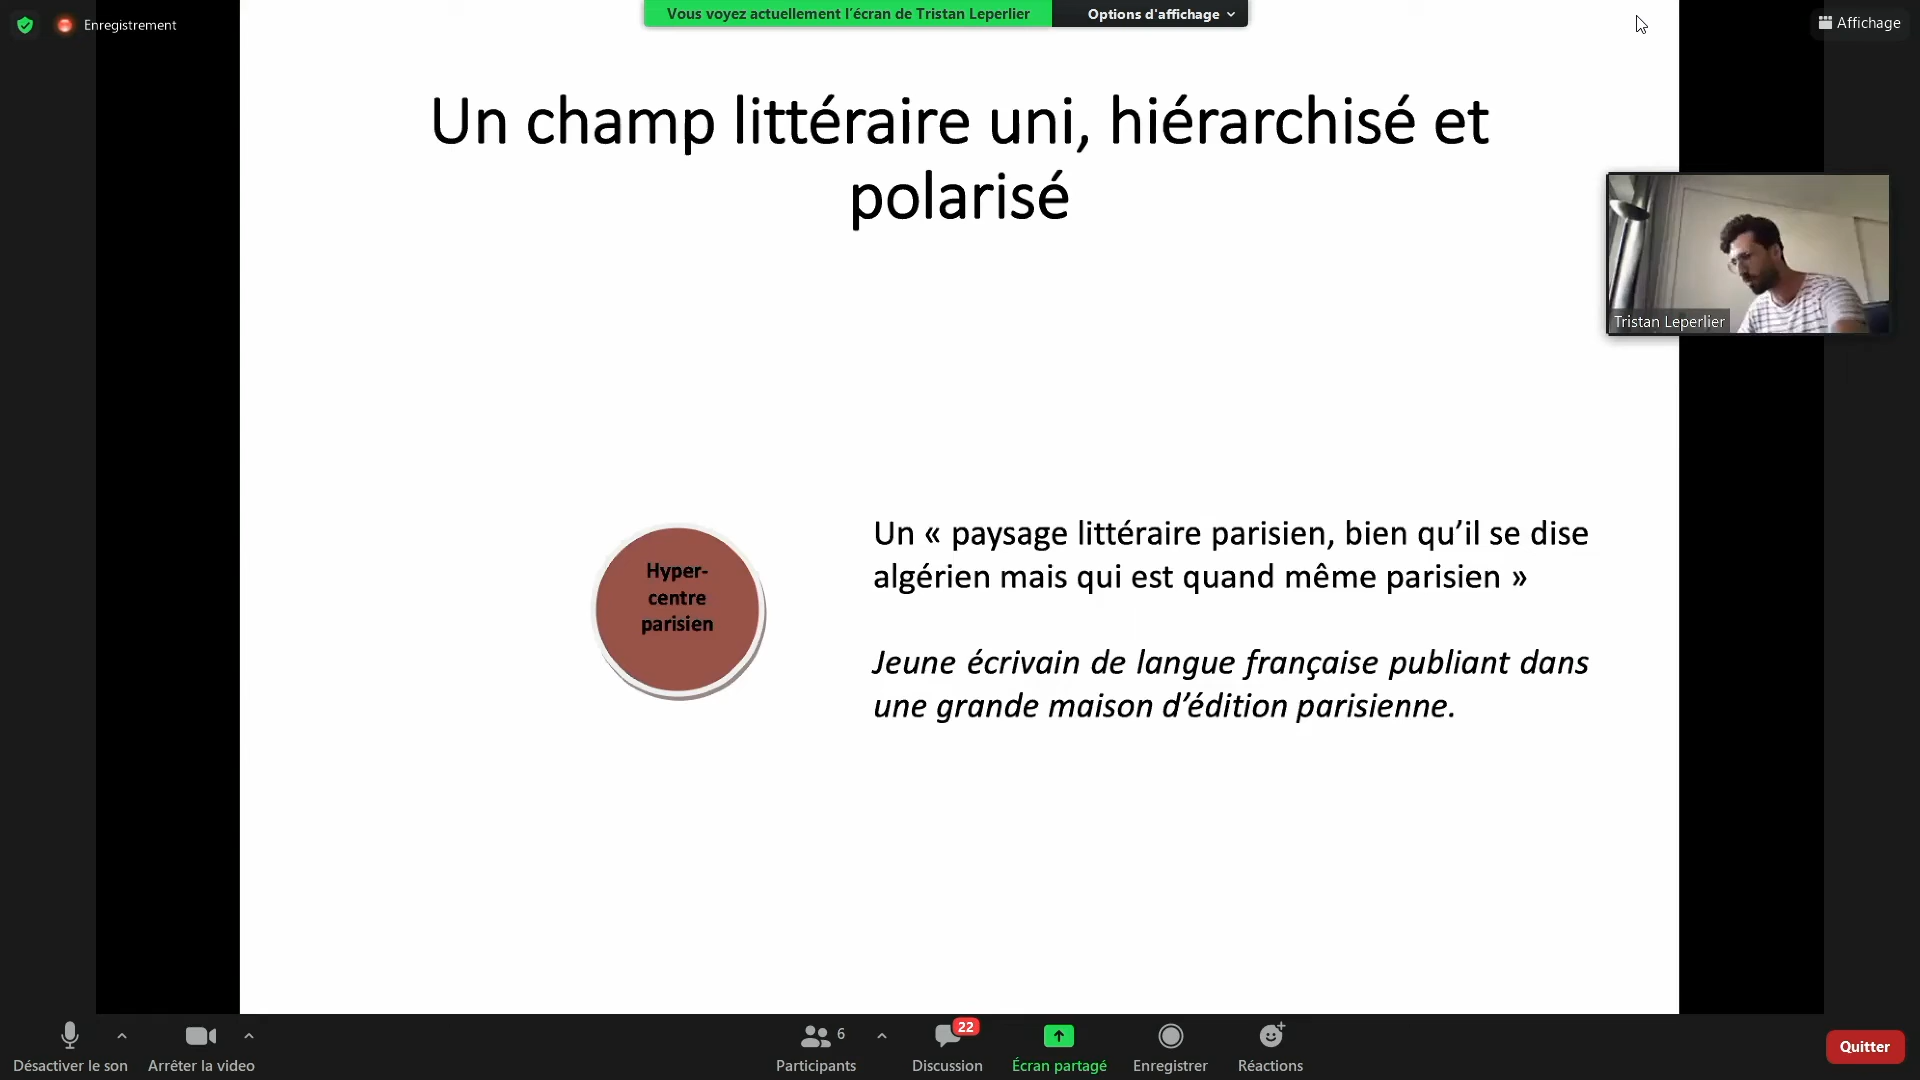 Enregistrement
Vous voyez actuellement l'écran de Tristan Leperlier
Options d'affichage
Affichage
Un champ littéraire uni, hiérarchisé et
polarisé
Tristan Leperlier
Hyper-
centre
parisien
Un « paysage littéraire parisien, bien qu’il se dise
algérien mais qui est quand même parisien »
Jeune écrivain de langue française publiant dans
une grande maison d’édition parisienne.
Désactiver le son
Arrêter la video
6
Participants
22
Discussion
Écran partagé
Enregistrer
Réactions
Quitter